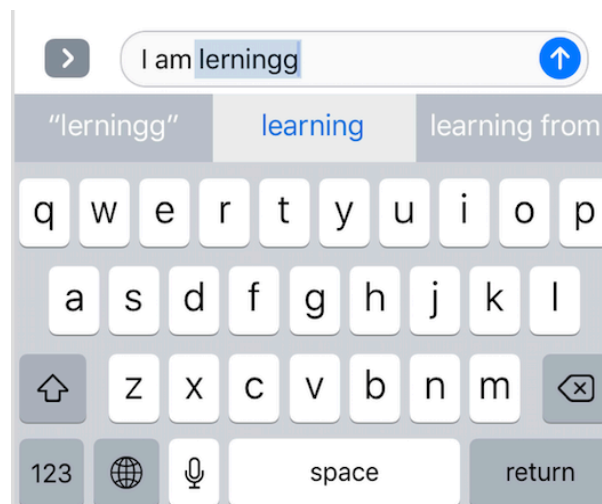 I am lerningg
“lerningg” learning learning from
q w e r t y u i o p
a s d f g h j k l
z x c v b n m
123 space return